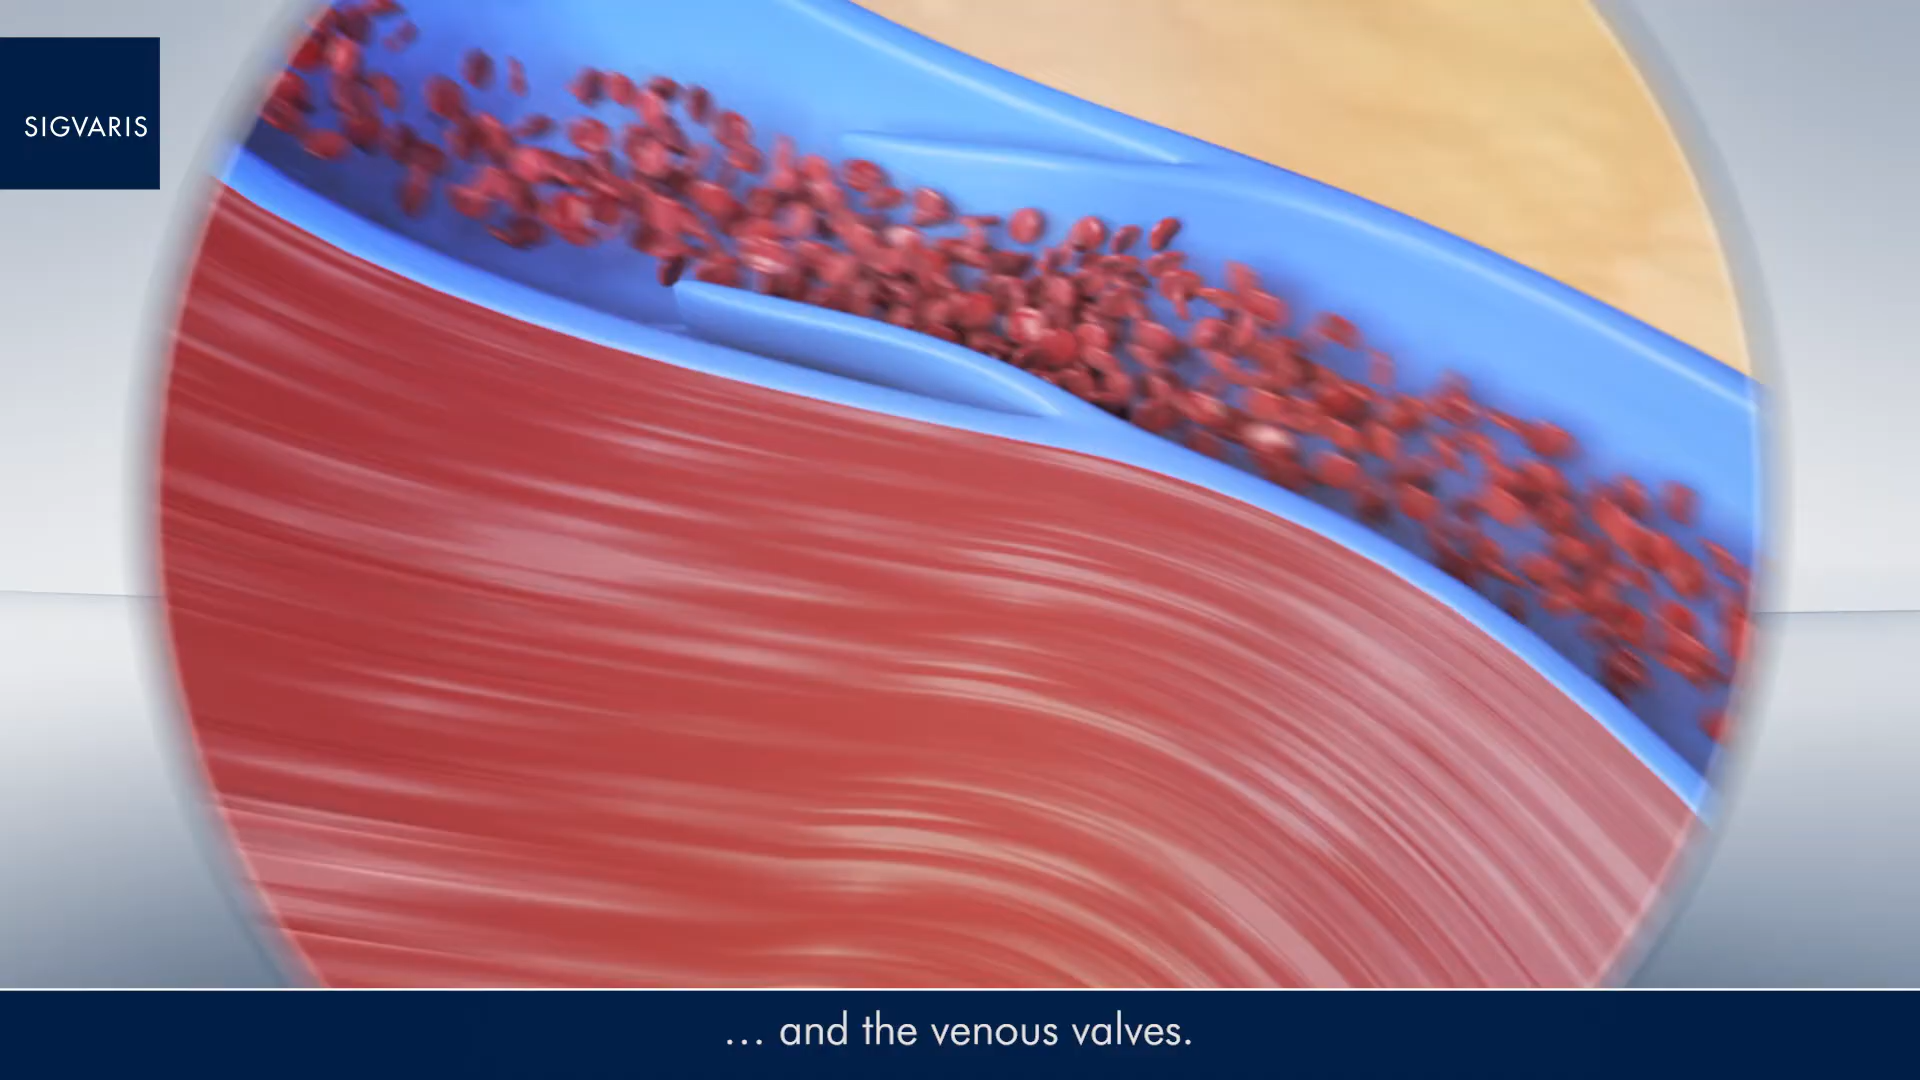 SIGVARIS
… and the venous valves.